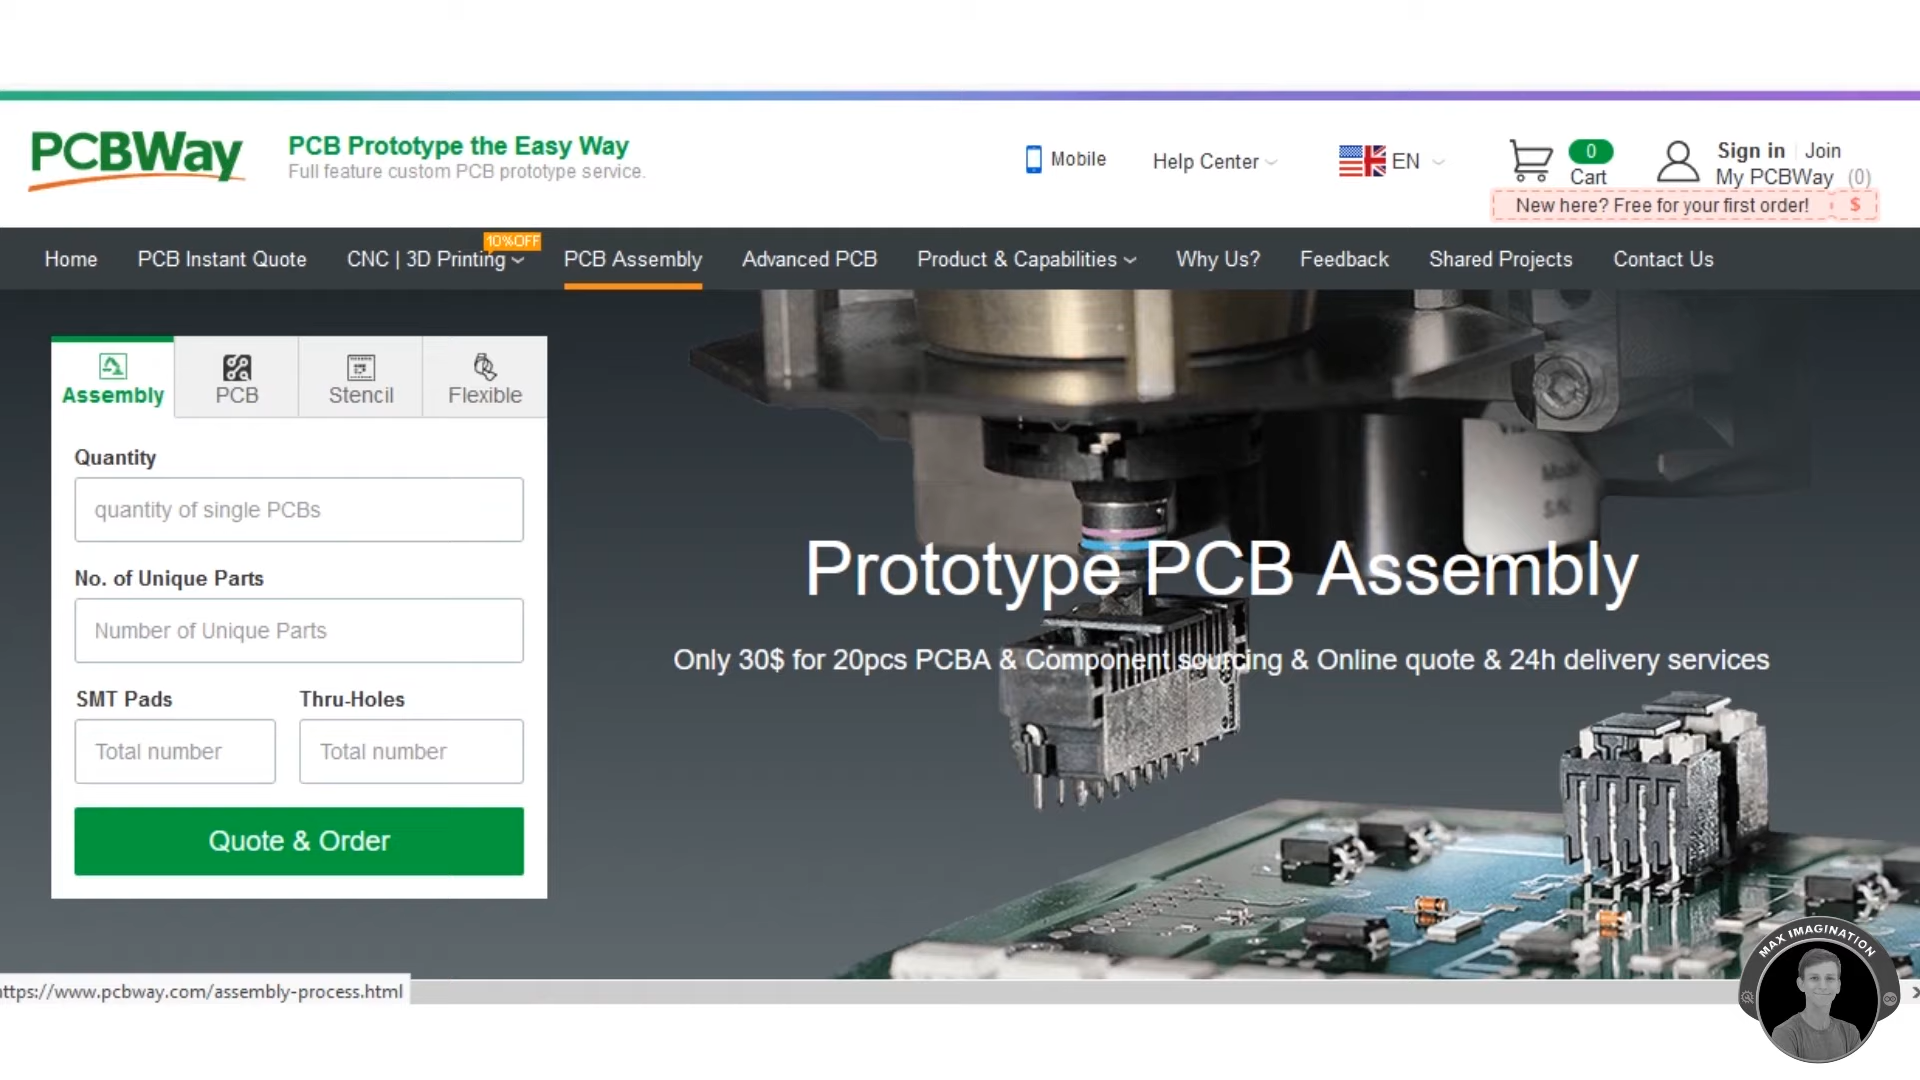 PCBWay
PCB Prototype the Easy Way
Full feature custom PCB prototype service.
Mobile
Help Center
EN
0
Cart
Sign in
Join
My PCBWay (0)
New here? Free for your first order! $
10%OFF
Home
PCB Instant Quote
CNC | 3D Printing
PCB Assembly
Advanced PCB
Product & Capabilities
Why Us?
Feedback
Shared Projects
Contact Us
Assembly
PCB
Stencil
Flexible
Quantity
quantity of single PCBs
No. of Unique Parts
Number of Unique Parts
SMT Pads
Thru-Holes
Total number
Total number
Quote & Order
Prototype PCB Assembly
Only 30$ for 20pcs PCBA & Component sourcing & Online quote & 24h delivery services
ttps://www.pcbway.com/assembly-process.html
MAX IMAGINATION